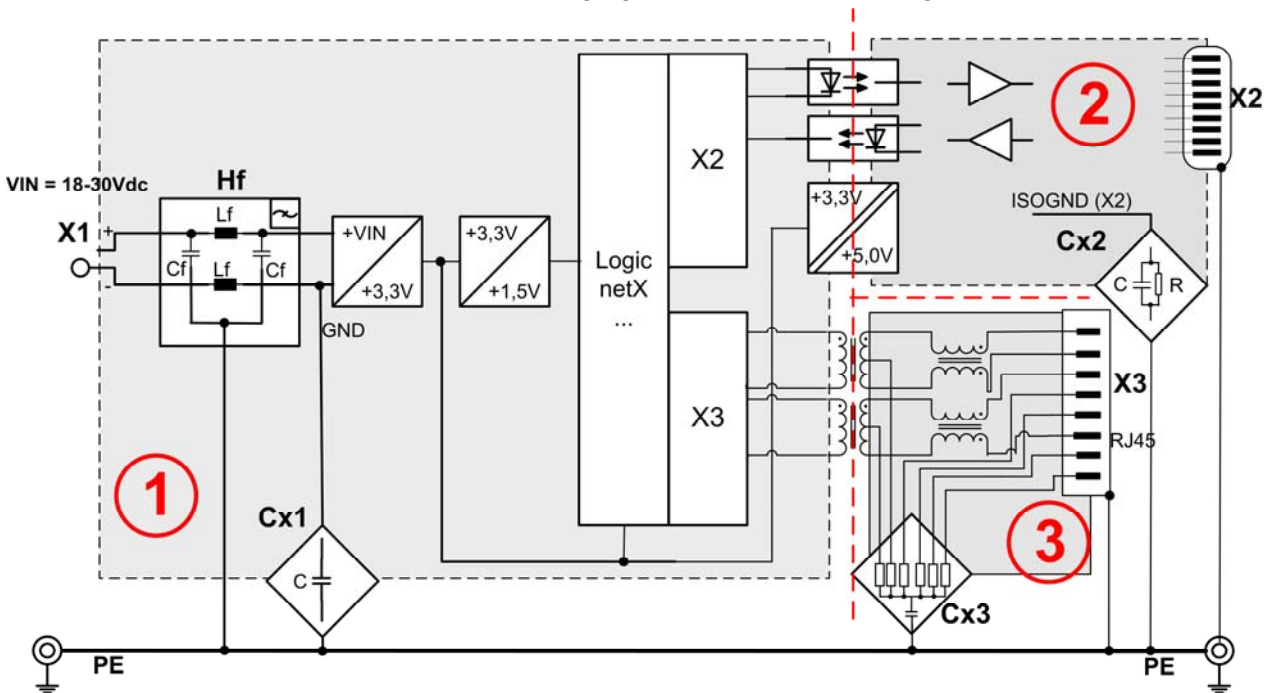 VIN = 18-30Vdc
X1
+
-
Hf
Lf
Cf
Lf
Cf
GND
+VIN
+3,3V
+3,3V
+1,5V
Logic
netX
...
X2
X3
+3,3V
+5,0V
2
X2
ISOGND (X2)
Cx2
C
R
X3
RJ45
1
Cx1
C
3
Cx3
PE
PE